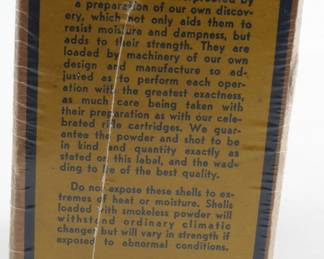 a preparation of our own discov-
ery, which not only aids them to
resist moisture and dampness, but
adds to their strength. They are
loaded by machinery of our own
design and manufacture so ad-
justed as to perform each oper-
ation with the greatest exactness,
as much care being taken with
their preparation as with our cele-
brated rifle cartridges. We guar-
antee the powder and shot to be
in kind and quantity exactly as
stated on this label, and the wad-
ding to be of the best quality.
Do not expose these shells to ex-
tremes of heat or moisture. Shells
loaded with smokeless powder will
withstand ordinary climatic
changes but will vary in strength if
exposed to abnormal conditions.